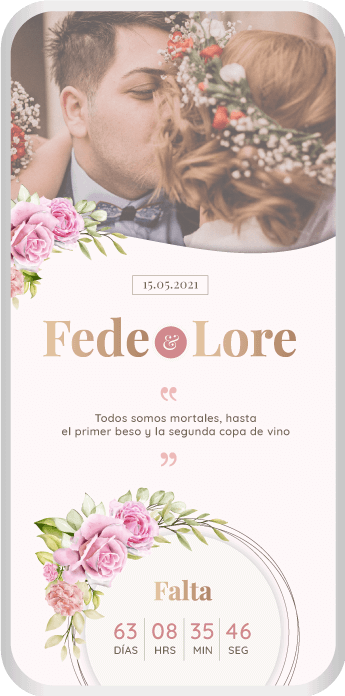 15.05.2021
Fede & Lore
“
Todos somos mortales, hasta
el primer beso y la segunda copa de vino
”
Falta
63 08 35 46
DÍAS HRS MIN SEG